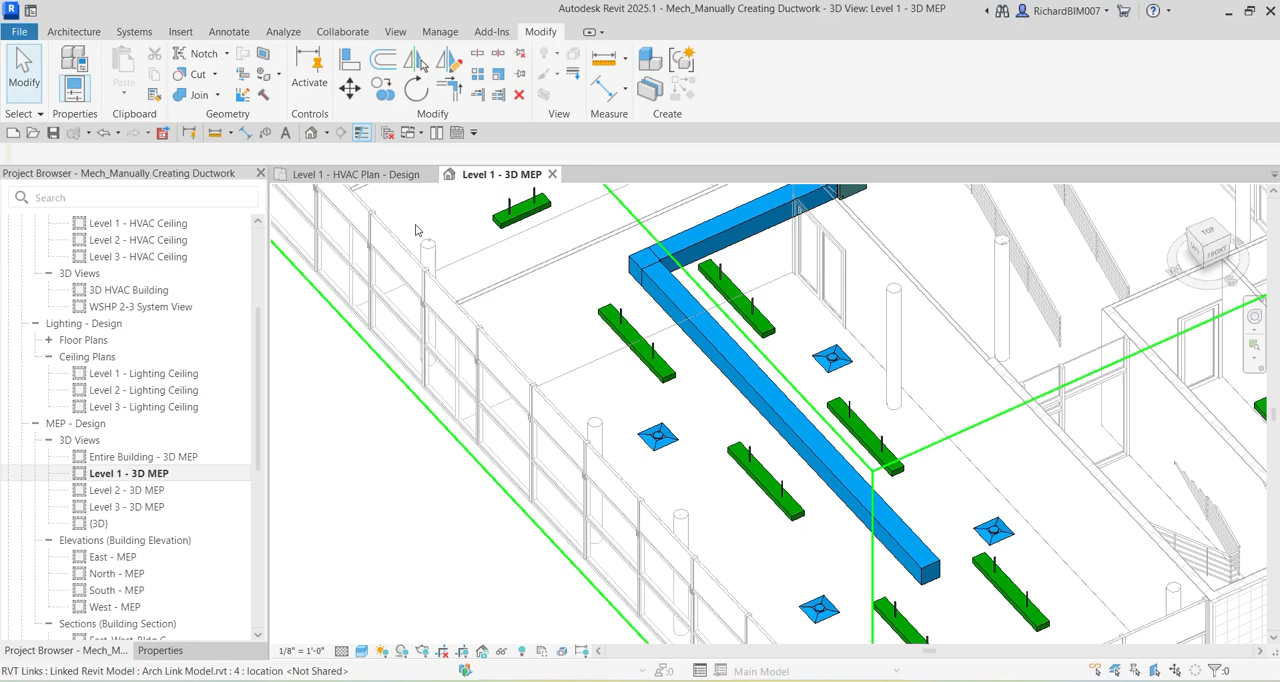 Autodesk Revit 2025.1 - Mech_Manually Creating Ductwork - 3D View: Level 1 - 3D MEP
RichardBIM007
File Architecture Systems Insert Annotate Analyze Collaborate View Manage Add-Ins Modify
Modify
Paste
Notch
Cut
Join
Activate
Select Properties Clipboard Geometry Controls Modify View Measure Create
Project Browser - Mech_Manually Creating Ductwork
Level 1 - HVAC Plan - Design
Level 1 - 3D MEP
Search
Level 1 - HVAC Ceiling
Level 2 - HVAC Ceiling
Level 3 - HVAC Ceiling
3D Views
3D HVAC Building
WSHP 2-3 System View
Lighting - Design
Floor Plans
Ceiling Plans
Level 1 - Lighting Ceiling
Level 2 - Lighting Ceiling
Level 3 - Lighting Ceiling
MEP - Design
3D Views
Entire Building - 3D MEP
Level 1 - 3D MEP
Level 2 - 3D MEP
Level 3 - 3D MEP
{3D}
Elevations (Building Elevation)
East - MEP
North - MEP
South - MEP
West - MEP
Sections (Building Section)
TOP
FRONT
Project Browser - Mech_M...
Properties
1/8" = 1'-0"
RVT Links : Linked Revit Model : Arch Link Model.rvt : 4 : location <Not Shared>
:0
Main Model
:0